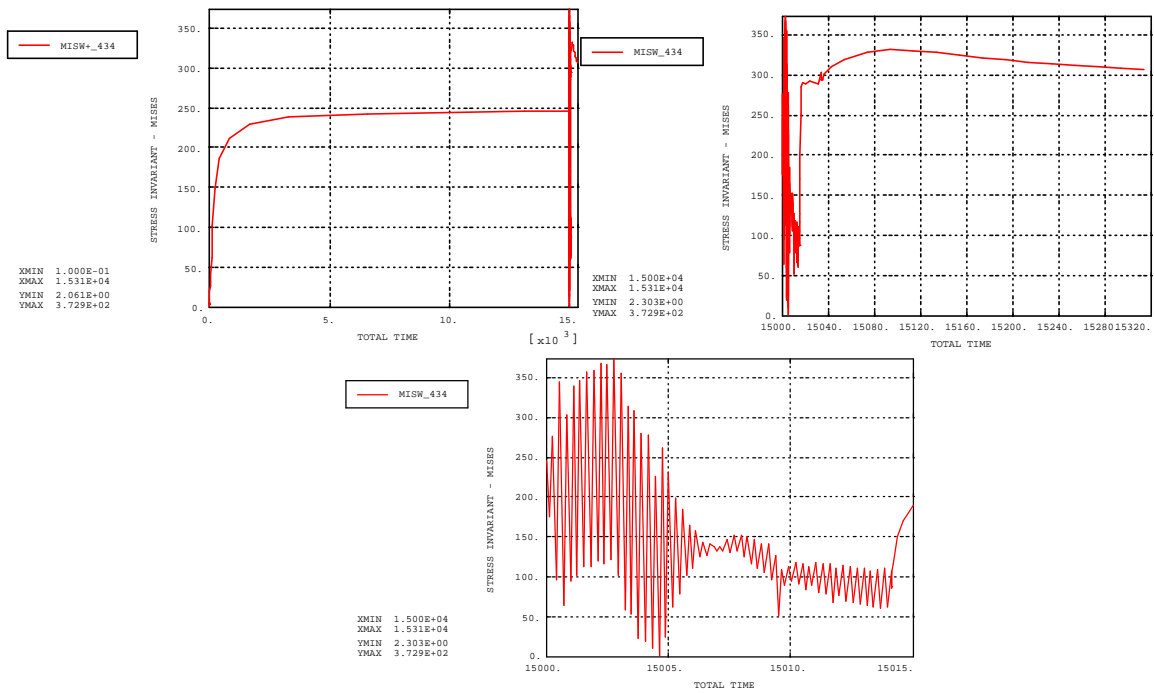 MISW+_434
350.
300.
250.
200.
150.
100.
50.
0.
STRESS INVARIANT - MISES
XMIN 1.000E-01
XMAX 1.531E+04
YMIN 2.061E+00
YMAX 3.729E+02
0. 5. 10. 15.
[x10 3]
TOTAL TIME
MISW_434
350.
300.
250.
200.
150.
100.
50.
0.
STRESS INVARIANT - MISES
XMIN 1.500E+04
XMAX 1.531E+04
YMIN 2.303E+00
YMAX 3.729E+02
15000. 15040. 15080. 15120. 15160. 15200. 15240. 15280 15320.
TOTAL TIME
MISW_434
350.
300.
250.
200.
150.
100.
50.
0.
STRESS INVARIANT - MISES
XMIN 1.500E+04
XMAX 1.531E+04
YMIN 2.303E+00
YMAX 3.729E+02
15000. 15005. 15010. 15015.
TOTAL TIME